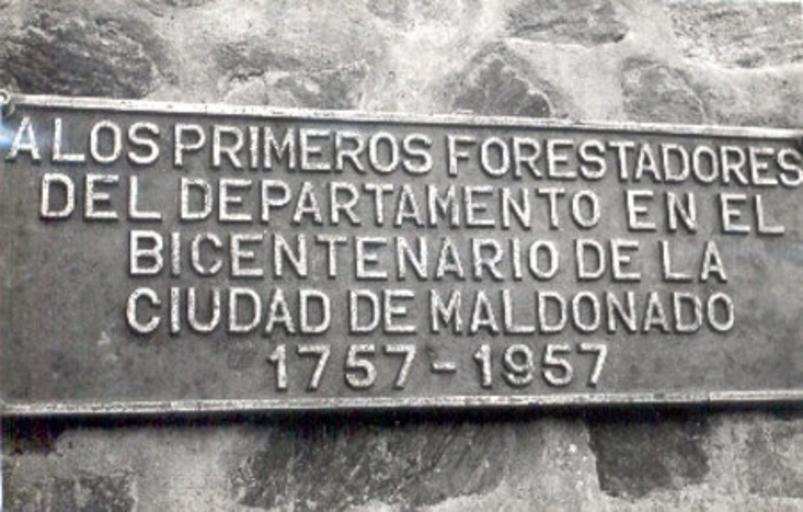 A LOS PRIMEROS FORESTADORES
DEL DEPARTAMENTO EN EL
BICENTENARIO DE LA
CIUDAD DE MALDONADO
1757-1957